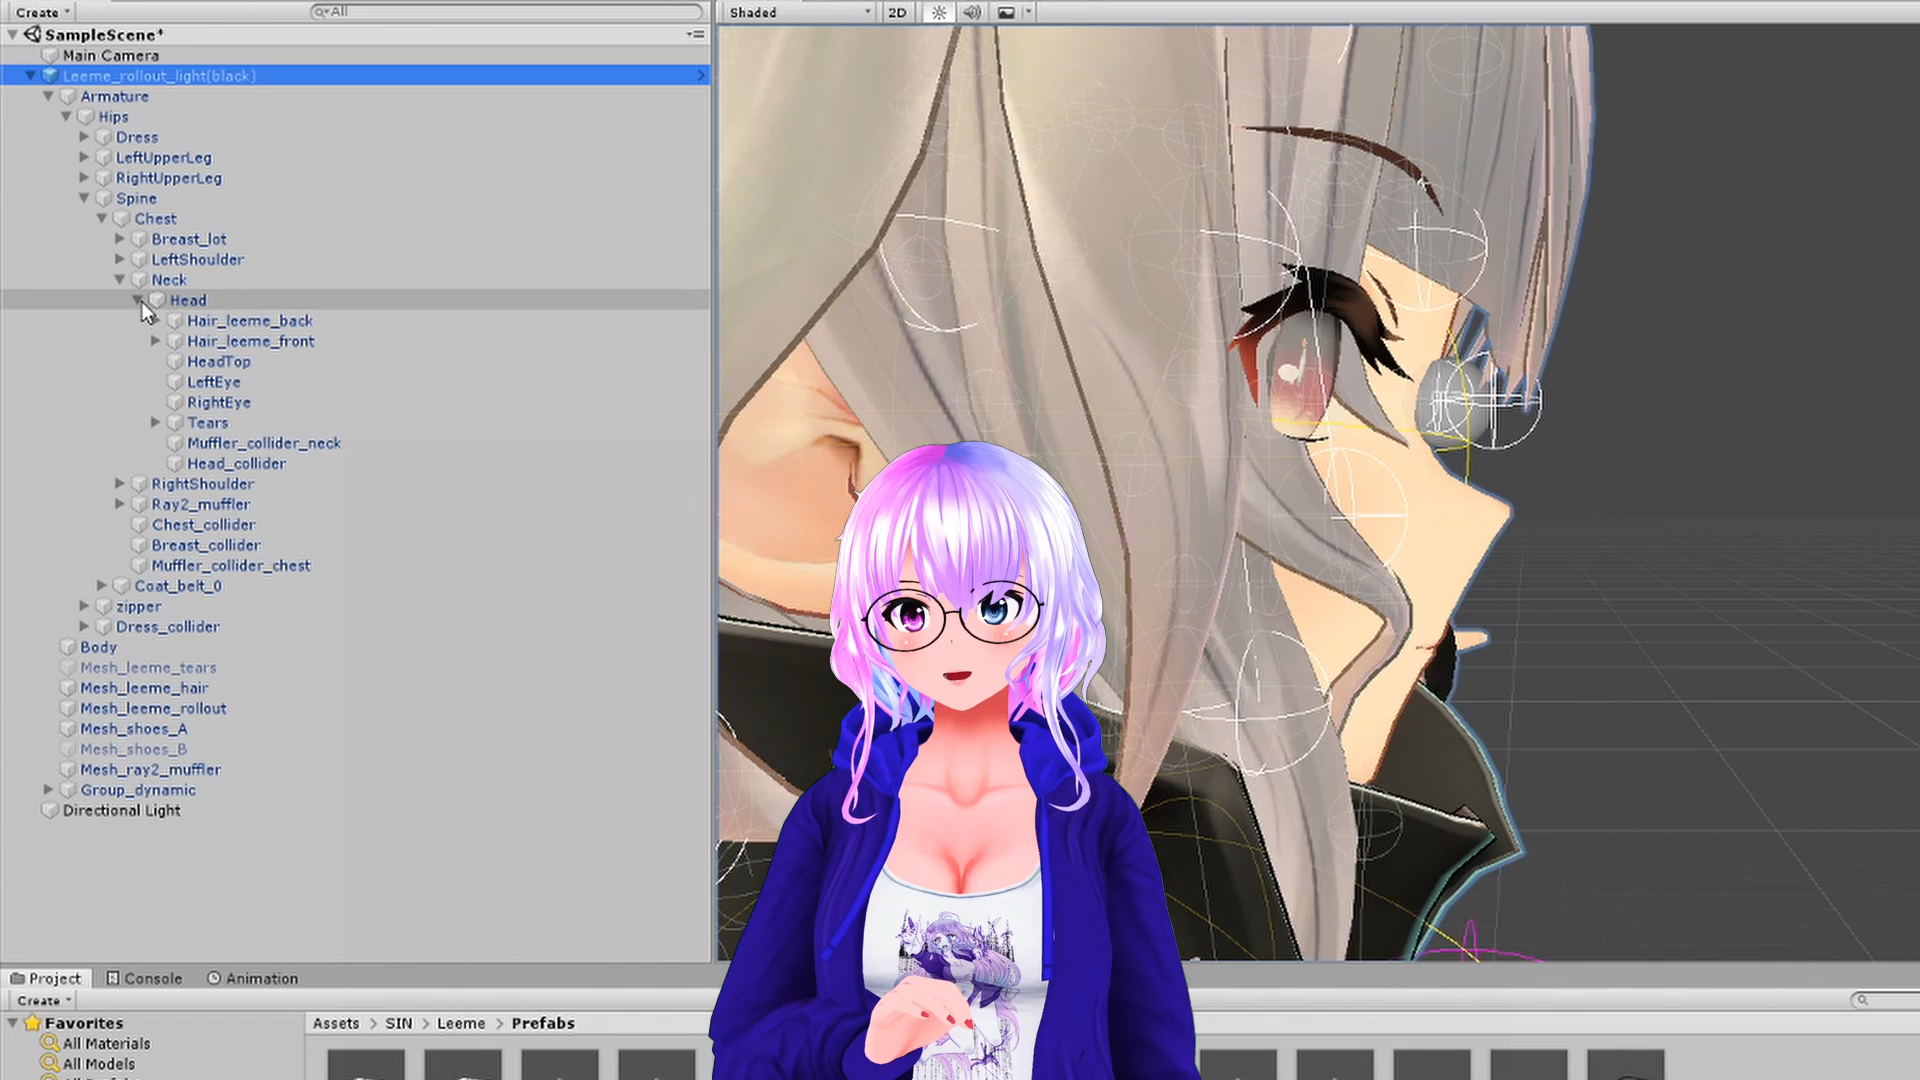 Create
All
Shaded
2D
SampleScene*
Main Camera
Leeme_rollout_light(black)
Armature
Hips
Dress
LeftUpperLeg
RightUpperLeg
Spine
Chest
Breast_lot
LeftShoulder
Neck
Head
Hair_leeme_back
Hair_leeme_front
HeadTop
LeftEye
RightEye
Tears
Muffler_collider_neck
Head_collider
RightShoulder
Ray2_muffler
Chest_collider
Breast_collider
Muffler_collider_chest
Coat_belt_0
zipper
Dress_collider
Body
Mesh_leeme_tears
Mesh_leeme_hair
Mesh_leeme_rollout
Mesh_shoes_A
Mesh_shoes_B
Mesh_ray2_muffler
Group_dynamic
Directional Light
Project
Console
Animation
Create
Favorites
All Materials
All Models
Assets > SIN > Leeme > Prefabs